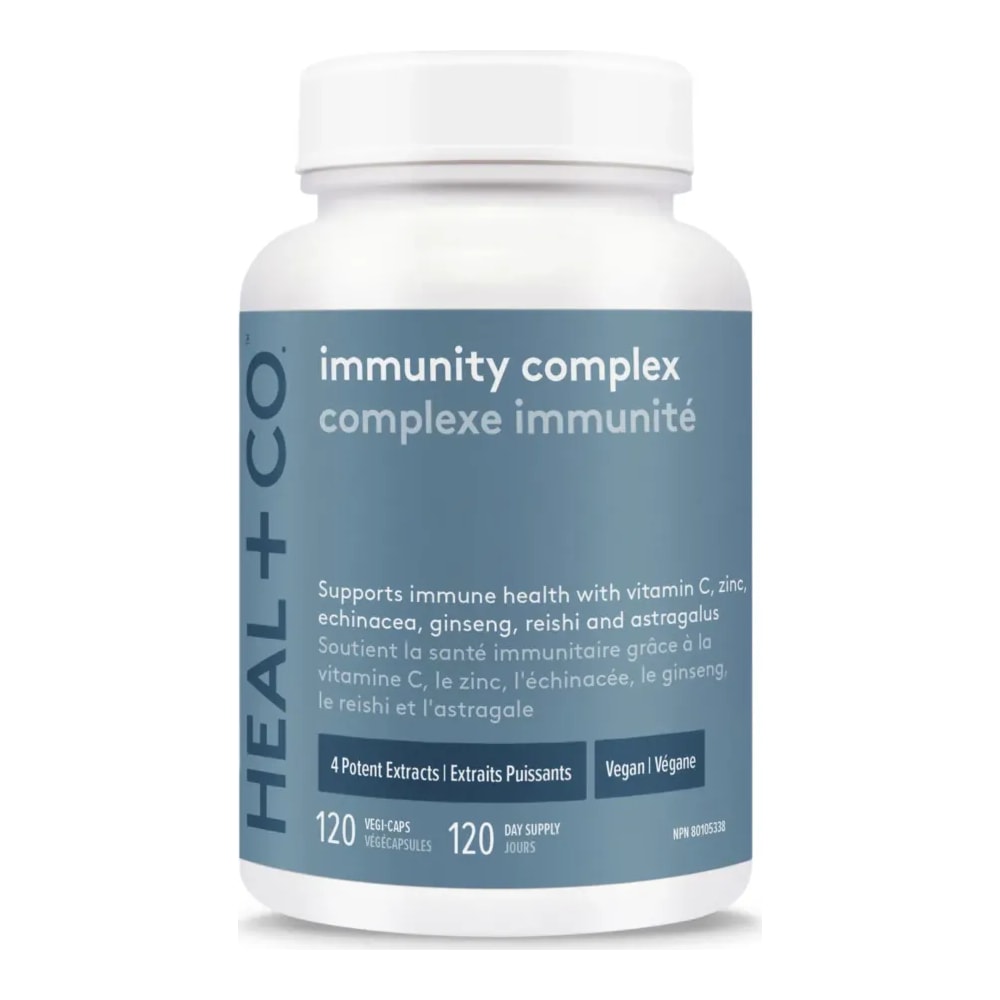 HEAL + CO.
immunity complex
complexe immunité
Supports immune health with vitamin C, zinc,
echinacea, ginseng, reishi and astragalus
Soutient la santé immunitaire grâce à la
vitamine C, le zinc, l'échinacée, le ginseng,
le reishi et l'astragale
4 Potent Extracts | Extraits Puissants
Vegan | Végane
120 VEGI-CAPS
VÉGÉCAPSULES
120 DAY SUPPLY
JOURS
NPN 80105338